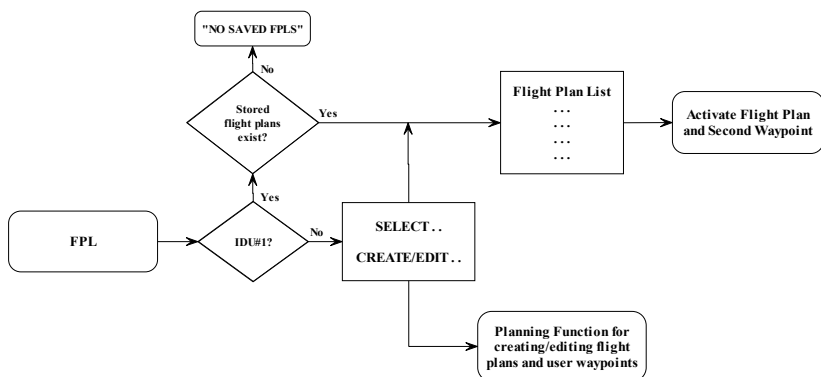 "NO SAVED FPLS"
No
Stored
flight plans
exist?
Yes
Flight Plan List
. . .
. . .
. . .
. . .
Activate Flight Plan
and Second Waypoint
Yes
FPL
IDU#1?
No
SELECT . .
CREATE/EDIT . .
Planning Function for
creating/editing flight
plans and user waypoints